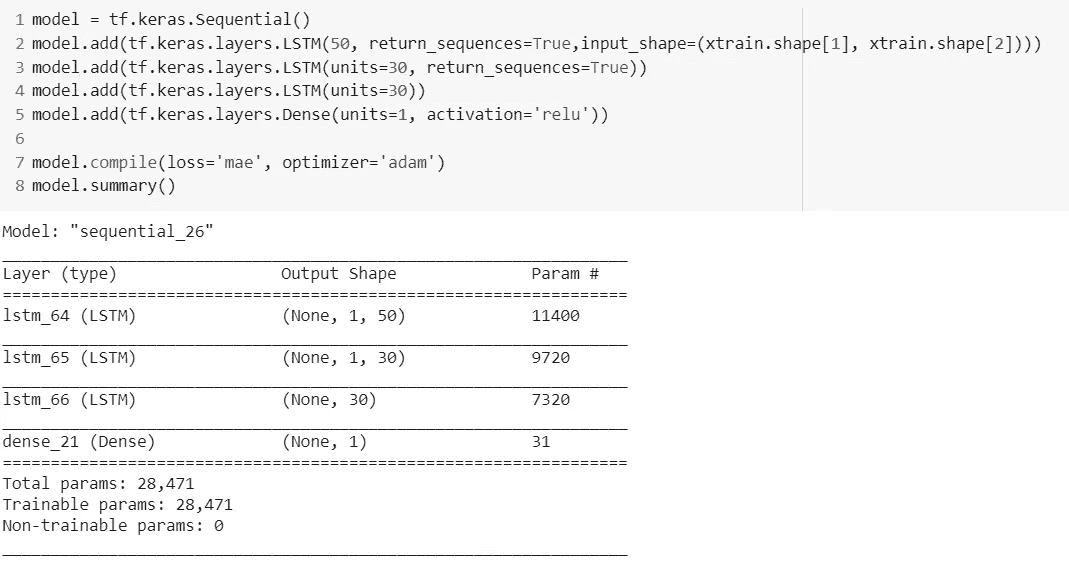 1 model = tf.keras.Sequential()
2 model.add(tf.keras.layers.LSTM(50, return_sequences=True,input_shape=(xtrain.shape[1], xtrain.shape[2])))
3 model.add(tf.keras.layers.LSTM(units=30, return_sequences=True))
4 model.add(tf.keras.layers.LSTM(units=30))
5 model.add(tf.keras.layers.Dense(units=1, activation='relu'))
6
7 model.compile(loss='mae', optimizer='adam')
8 model.summary()
Model: "sequential_26"
Layer (type) Output Shape Param #
lstm_64 (LSTM) (None, 1, 50) 11400
lstm_65 (LSTM) (None, 1, 30) 9720
lstm_66 (LSTM) (None, 30) 7320
dense_21 (Dense) (None, 1) 31
Total params: 28,471
Trainable params: 28,471
Non-trainable params: 0